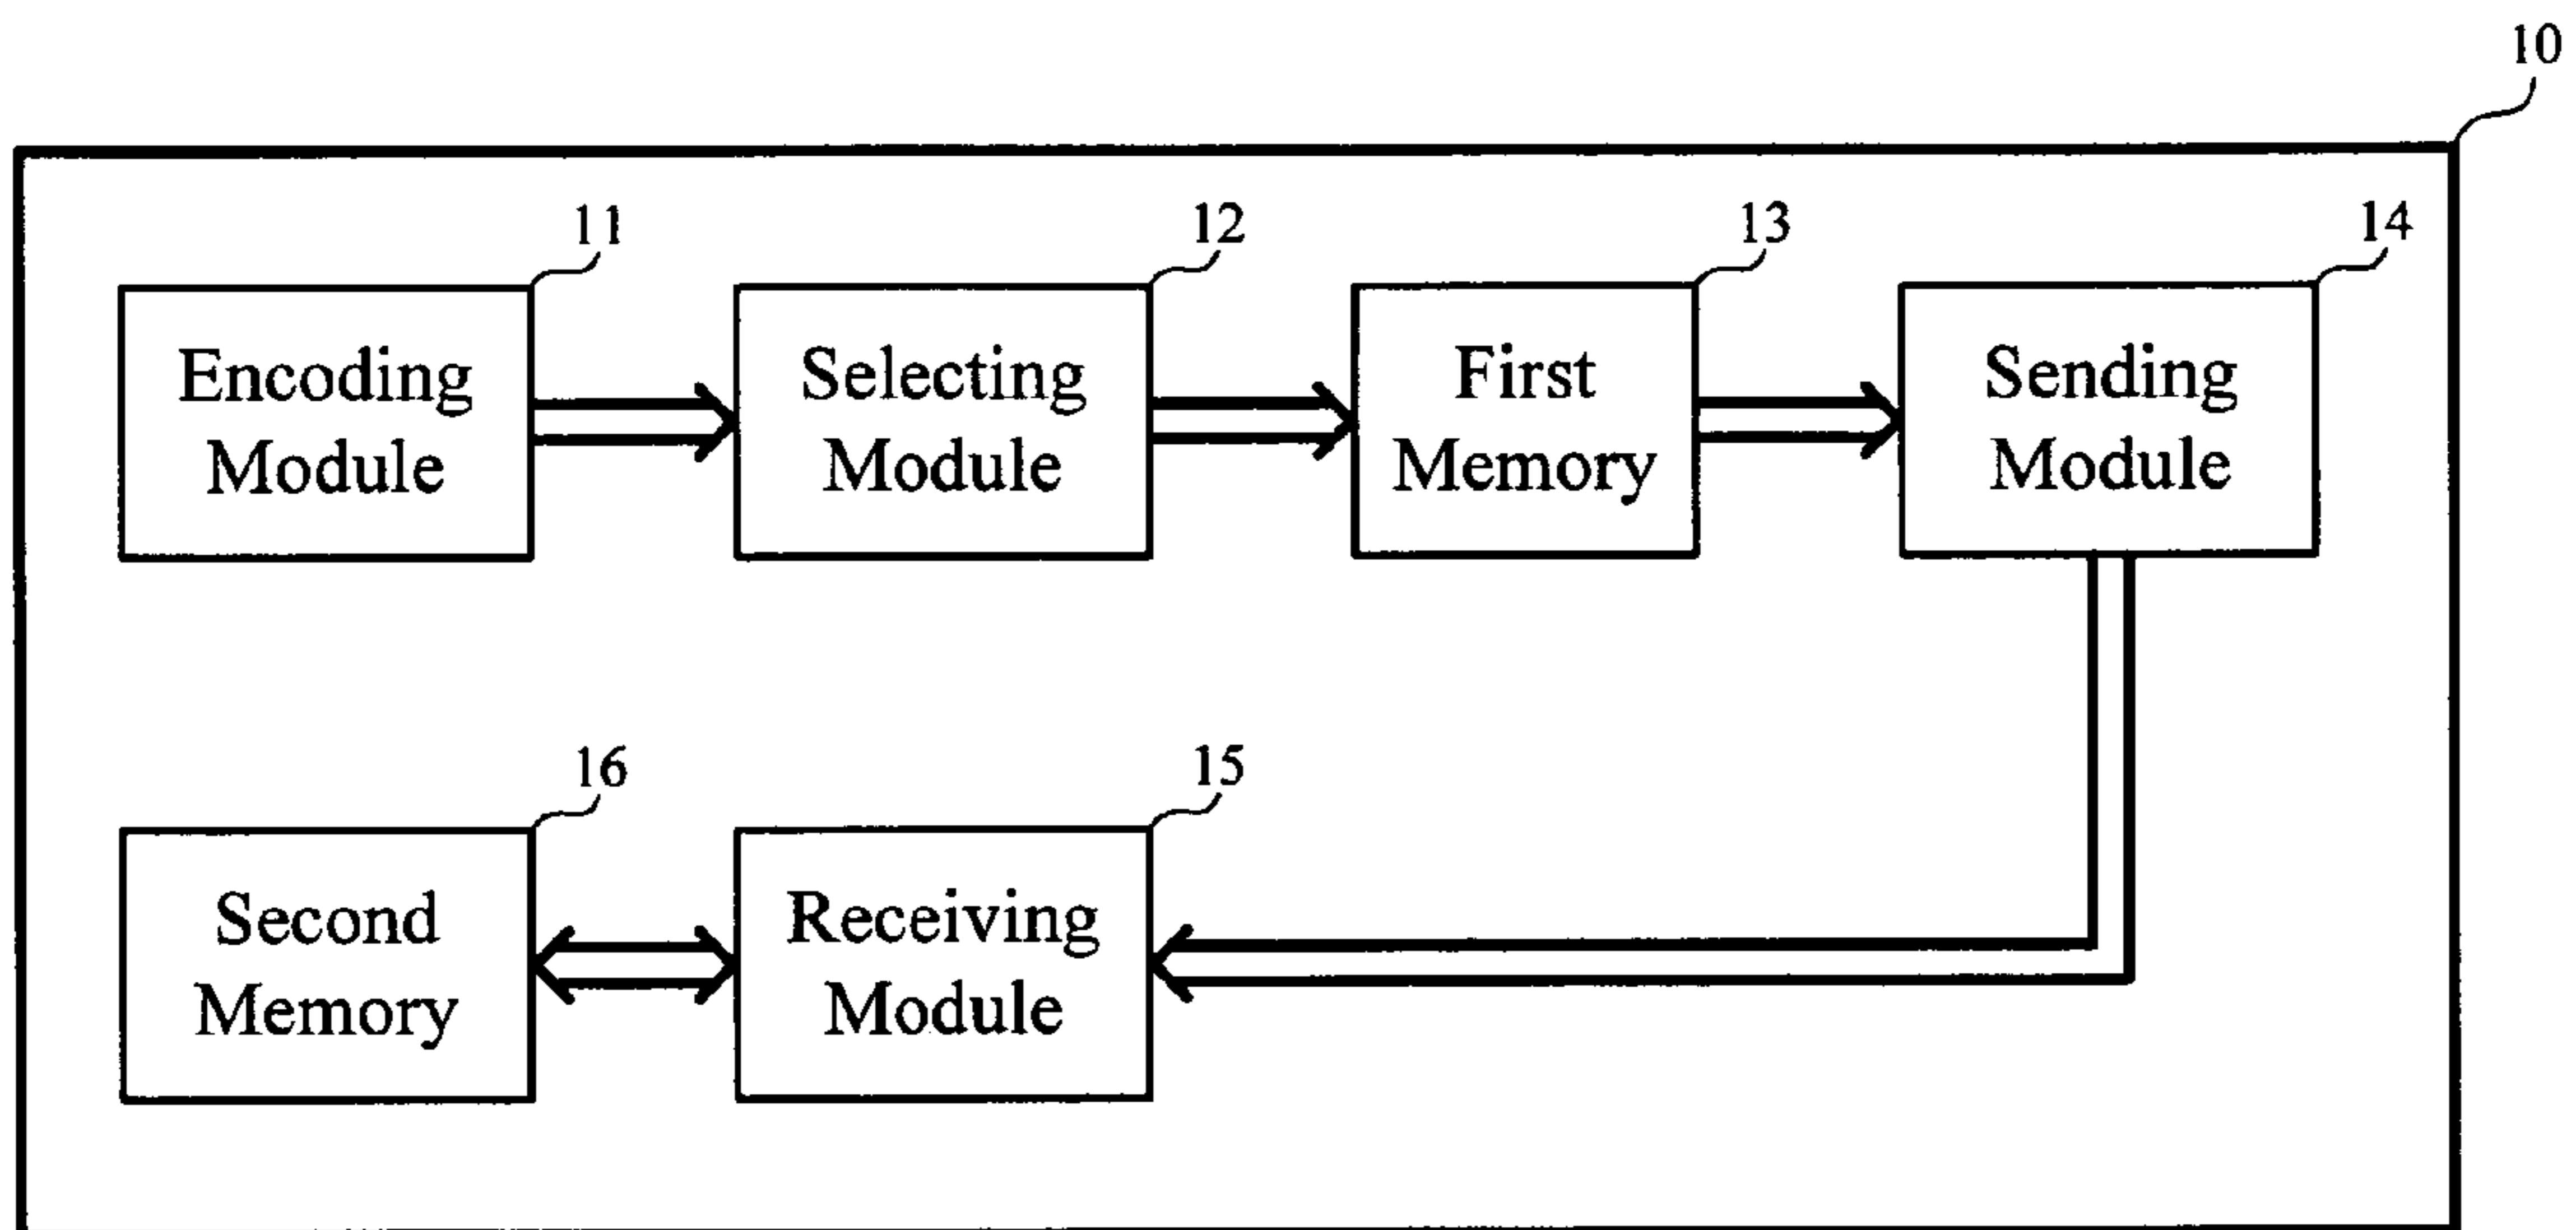 10
11
12
13
14
Encoding
Module
Selecting
Module
First
Memory
Sending
Module
16
15
Second
Memory
Receiving
Module